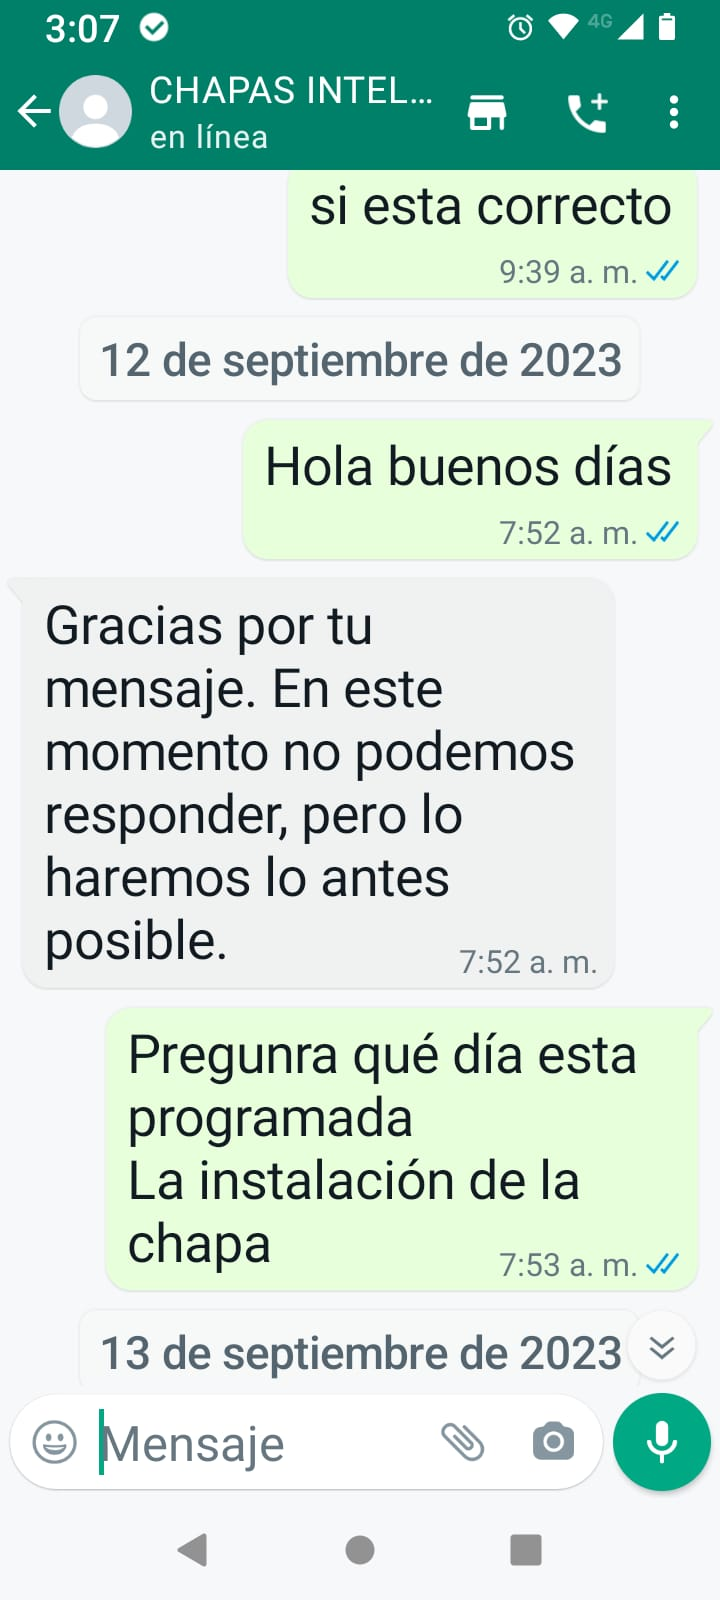 3:07
4G
CHAPAS INTEL...
en línea
si esta correcto
9:39 a. m.
12 de septiembre de 2023
Hola buenos días
7:52 a. m.
Gracias por tu
mensaje. En este
momento no podemos
responder, pero lo
haremos lo antes
posible.
7:52 a. m.
Pregunra qué día esta
programada
La instalación de la
chapa
7:53 a. m.
13 de septiembre de 2023
Mensaje